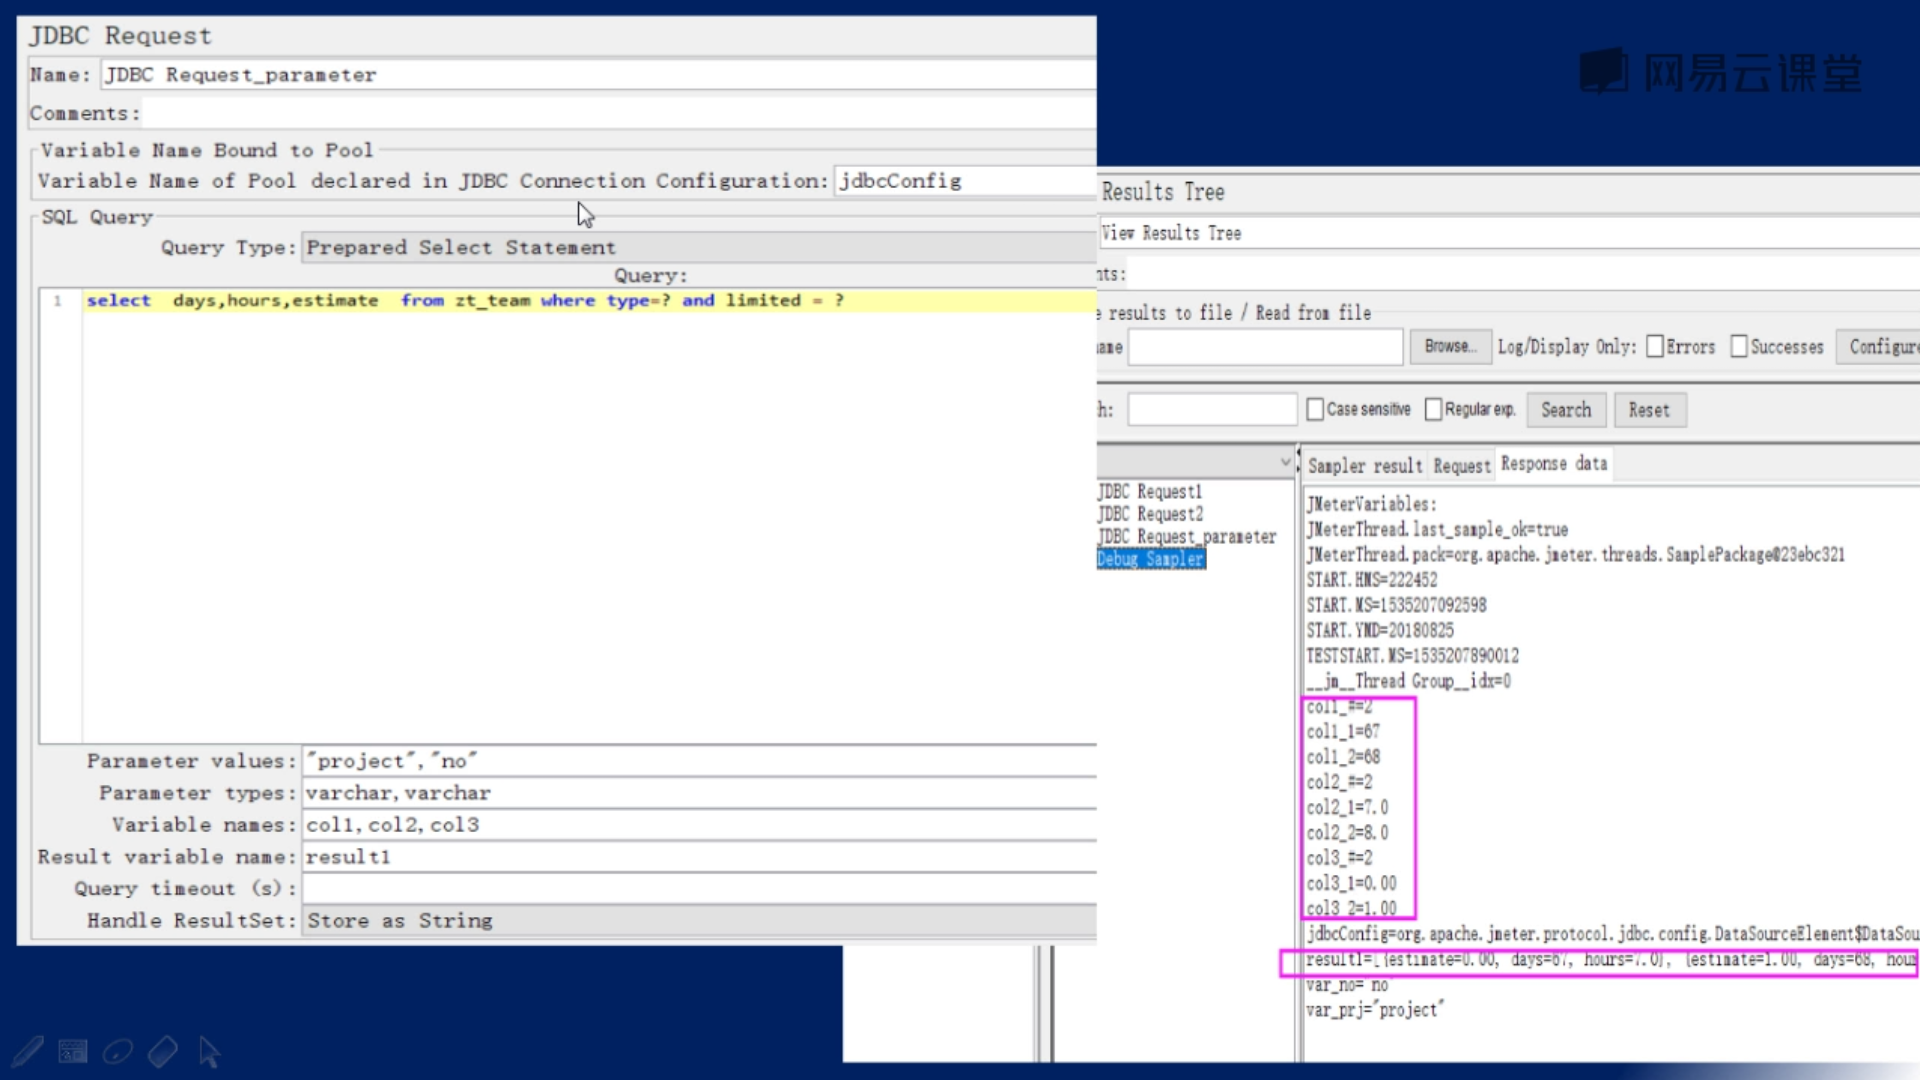 JDBC Request
Name: JDBC Request_parameter
Comments:
Variable Name Bound to Pool
Variable Name of Pool declared in JDBC Connection Configuration: jdbcConfig
SQL Query
Query Type: Prepared Select Statement
Query:
1 select days,hours,estimate from zt_team where type=? and limited = ?
Parameter values: "project","no"
Parameter types: varchar,varchar
Variable names: col1,col2,col3
Result variable name: result1
Query timeout (s):
Handle ResultSet: Store as String
网易云课堂
Results Tree
View Results Tree
nts:
e results to file / Read from file
ame Browse... Log/Display Only: Errors Successes Configure
h: Case sensitive Regular exp. Search Reset
Sampler result Request Response data
JDBC Request1
JDBC Request2
JDBC Request_parameter
Debug Sampler
JMeterVariables:
JMeterThread.last_sample_ok=true
JMeterThread.pack=org.apache.jmeter.threads.SamplePackage@23ebc321
START.HMS=222452
START.MS=1535207092598
START.YMD=20180825
TESTSTART.MS=1535207890012
__jm__Thread Group__idx=0
col1_#=2
col1_1=67
col1_2=68
col2_#=2
col2_1=7.0
col2_2=8.0
col3_#=2
col3_1=0.00
col3_2=1.00
jdbcConfig=org.apache.jmeter.protocol.jdbc.config.DataSourceElement$DataSou
result1=[{estimate=0.00, days=67, hours=7.0}, {estimate=1.00, days=68, hour
var_no= no
var_prj="project"